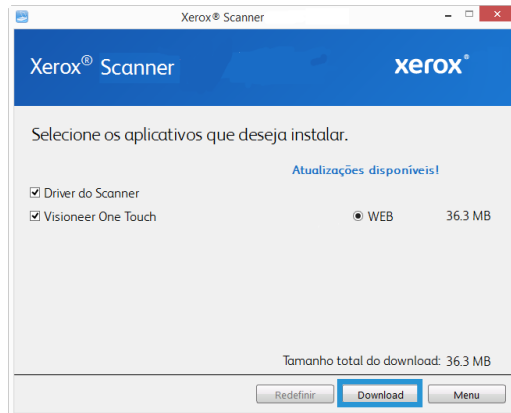 Xerox® Scanner
Xerox® Scanner
xerox®
Selecione os aplicativos que deseja instalar.
Atualizações disponíveis!
Driver do Scanner
Visioneer One Touch WEB 36.3 MB
Tamanho total do download: 36.3 MB
Redefinir Download Menu